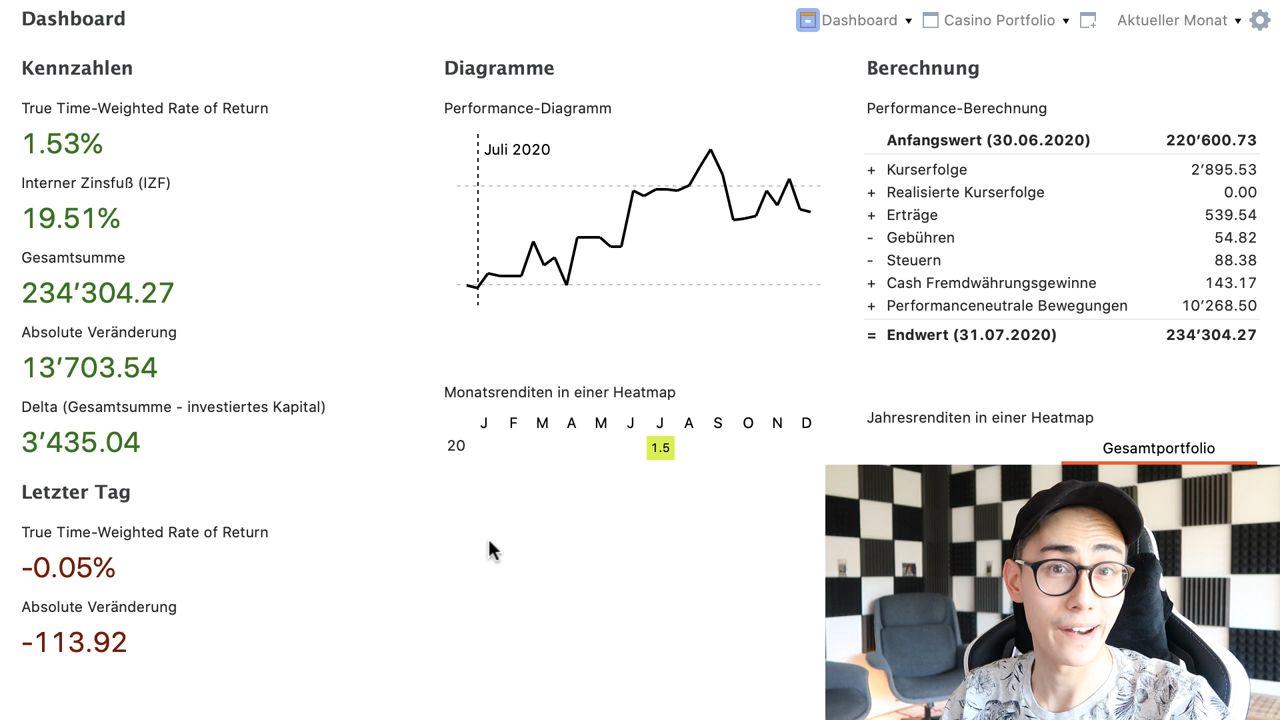 Dashboard
Dashboard
Casino Portfolio
Aktueller Monat
Kennzahlen
True Time-Weighted Rate of Return
1.53%
Interner Zinsfuß (IZF)
19.51%
Gesamtsumme
234’304.27
Absolute Veränderung
13’703.54
Delta (Gesamtsumme - investiertes Kapital)
3’435.04
Letzter Tag
True Time-Weighted Rate of Return
-0.05%
Absolute Veränderung
-113.92
Diagramme
Performance-Diagramm
Juli 2020
Monatsrenditen in einer Heatmap
J F M A M J J A S O N D
20 1.5
Berechnung
Performance-Berechnung
Anfangswert (30.06.2020) 220’600.73
+ Kurserfolge 2’895.53
+ Realisierte Kurserfolge 0.00
+ Erträge 539.54
- Gebühren 54.82
- Steuern 88.38
+ Cash Fremdwährungsgewinne 143.17
+ Performanceneutrale Bewegungen 10’268.50
= Endwert (31.07.2020) 234’304.27
Jahresrenditen in einer Heatmap
Gesamtportfolio